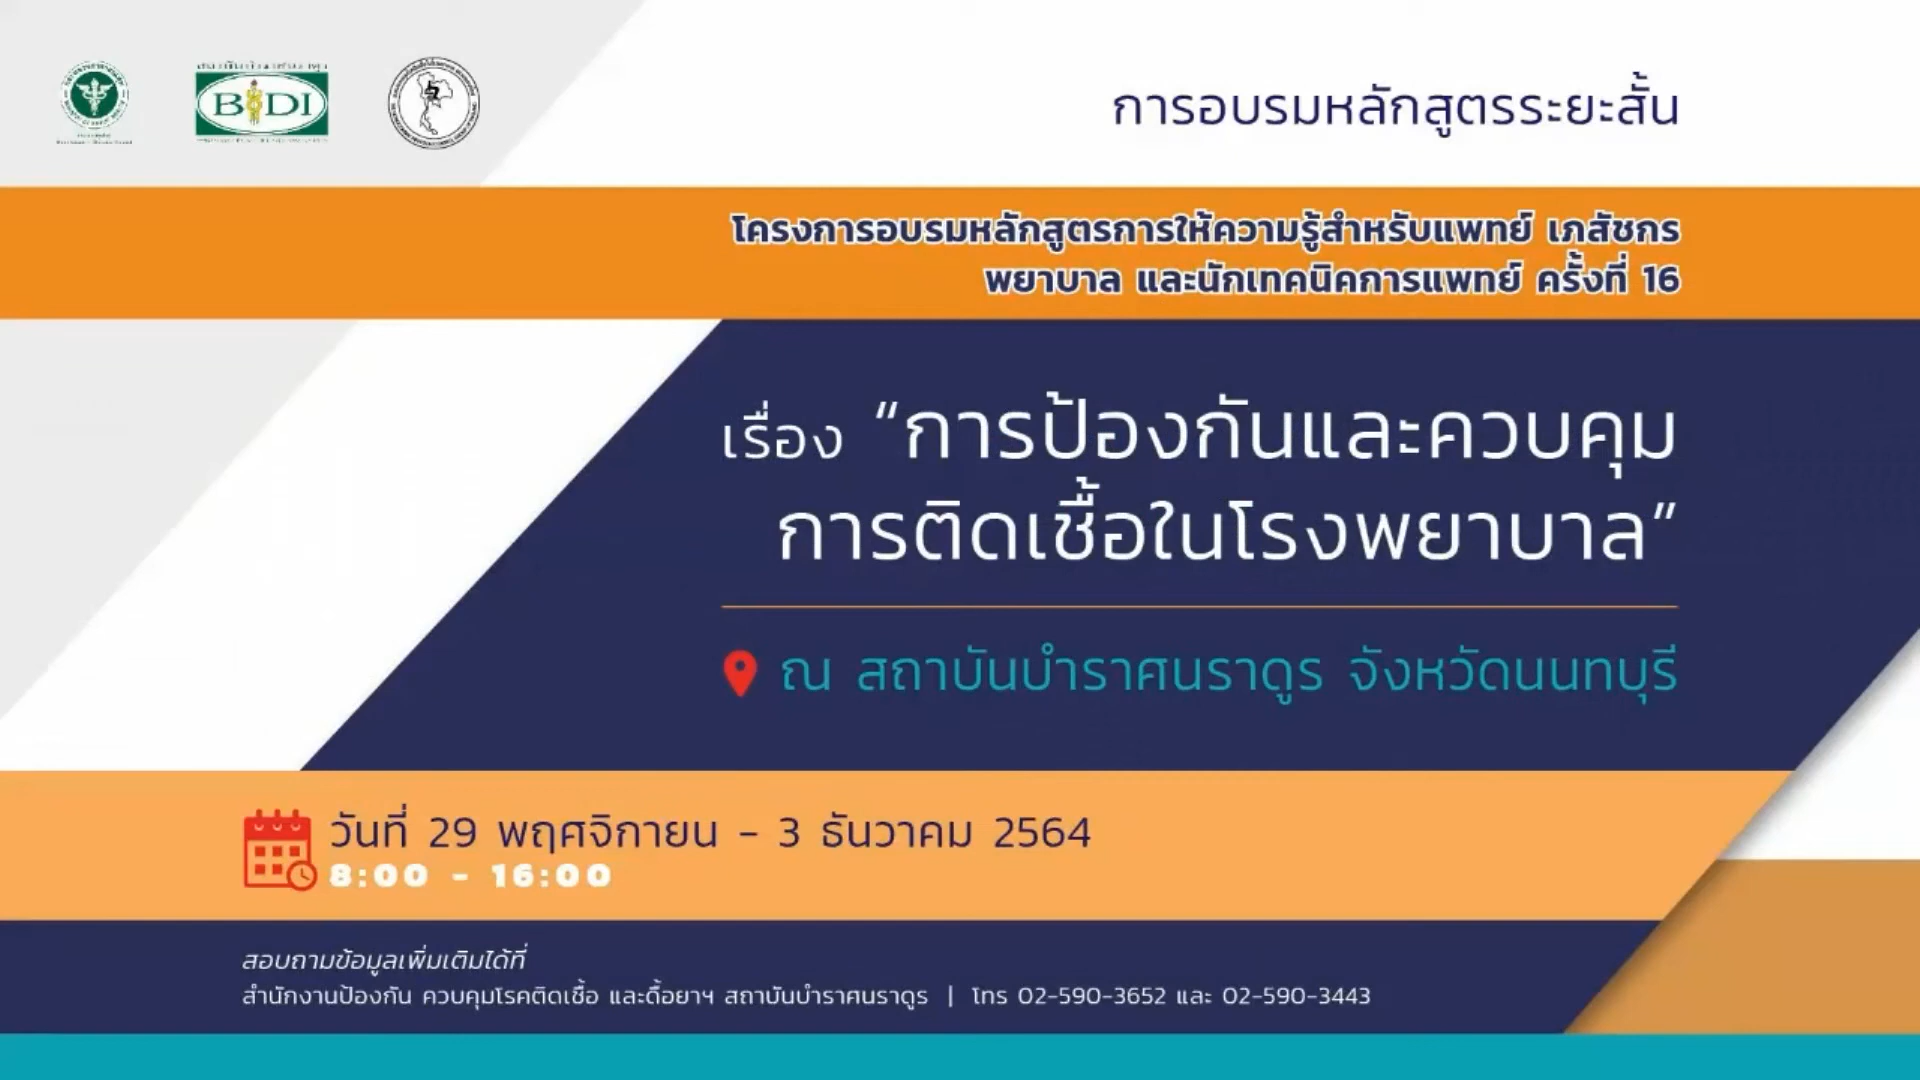 BIDI
การอบรมหลักสูตรระยะสั้น
โครงการอบรมหลักสูตรการให้ความรู้สำหรับแพทย์ เภสัชกร
พยาบาล และนักเทคนิคการแพทย์ ครั้งที่ 16
เรื่อง “การป้องกันและควบคุม
การติดเชื้อในโรงพยาบาล”
ณ สถาบันบำราศนราดูร จังหวัดนนทบุรี
วันที่ 29 พฤศจิกายน - 3 ธันวาคม 2564
8:00 - 16:00
สอบถามข้อมูลเพิ่มเติมได้ที่
สำนักงานป้องกัน ควบคุมโรคติดเชื้อ และดื้อยาฯ สถาบันบำราศนราดูร | โทร 02-590-3652 และ 02-590-3443